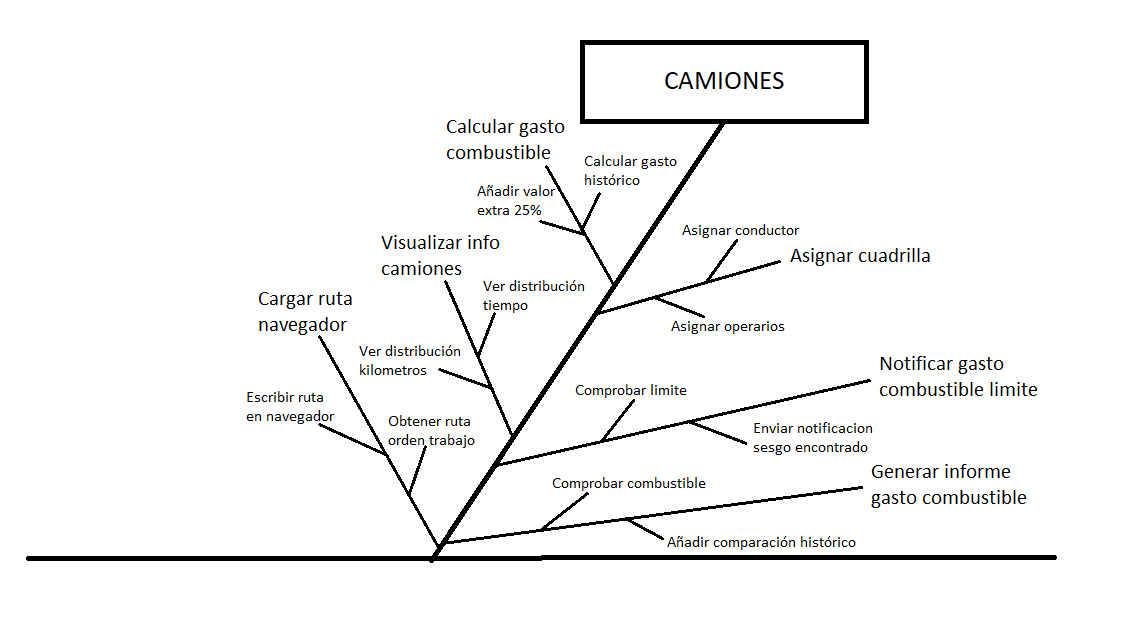 CAMIONES
Calcular gasto
combustible
Calcular gasto
histórico
Añadir valor
extra 25%
Asignar conductor
Asignar cuadrilla
Asignar operarios
Visualizar info
camiones
Ver distribución
tiempo
Ver distribución
kilometros
Cargar ruta
navegador
Escribir ruta
en navegador
Obtener ruta
orden trabajo
Notificar gasto
combustible limite
Comprobar limite
Enviar notificacion
sesgo encontrado
Generar informe
gasto combustible
Comprobar combustible
Añadir comparación histórico